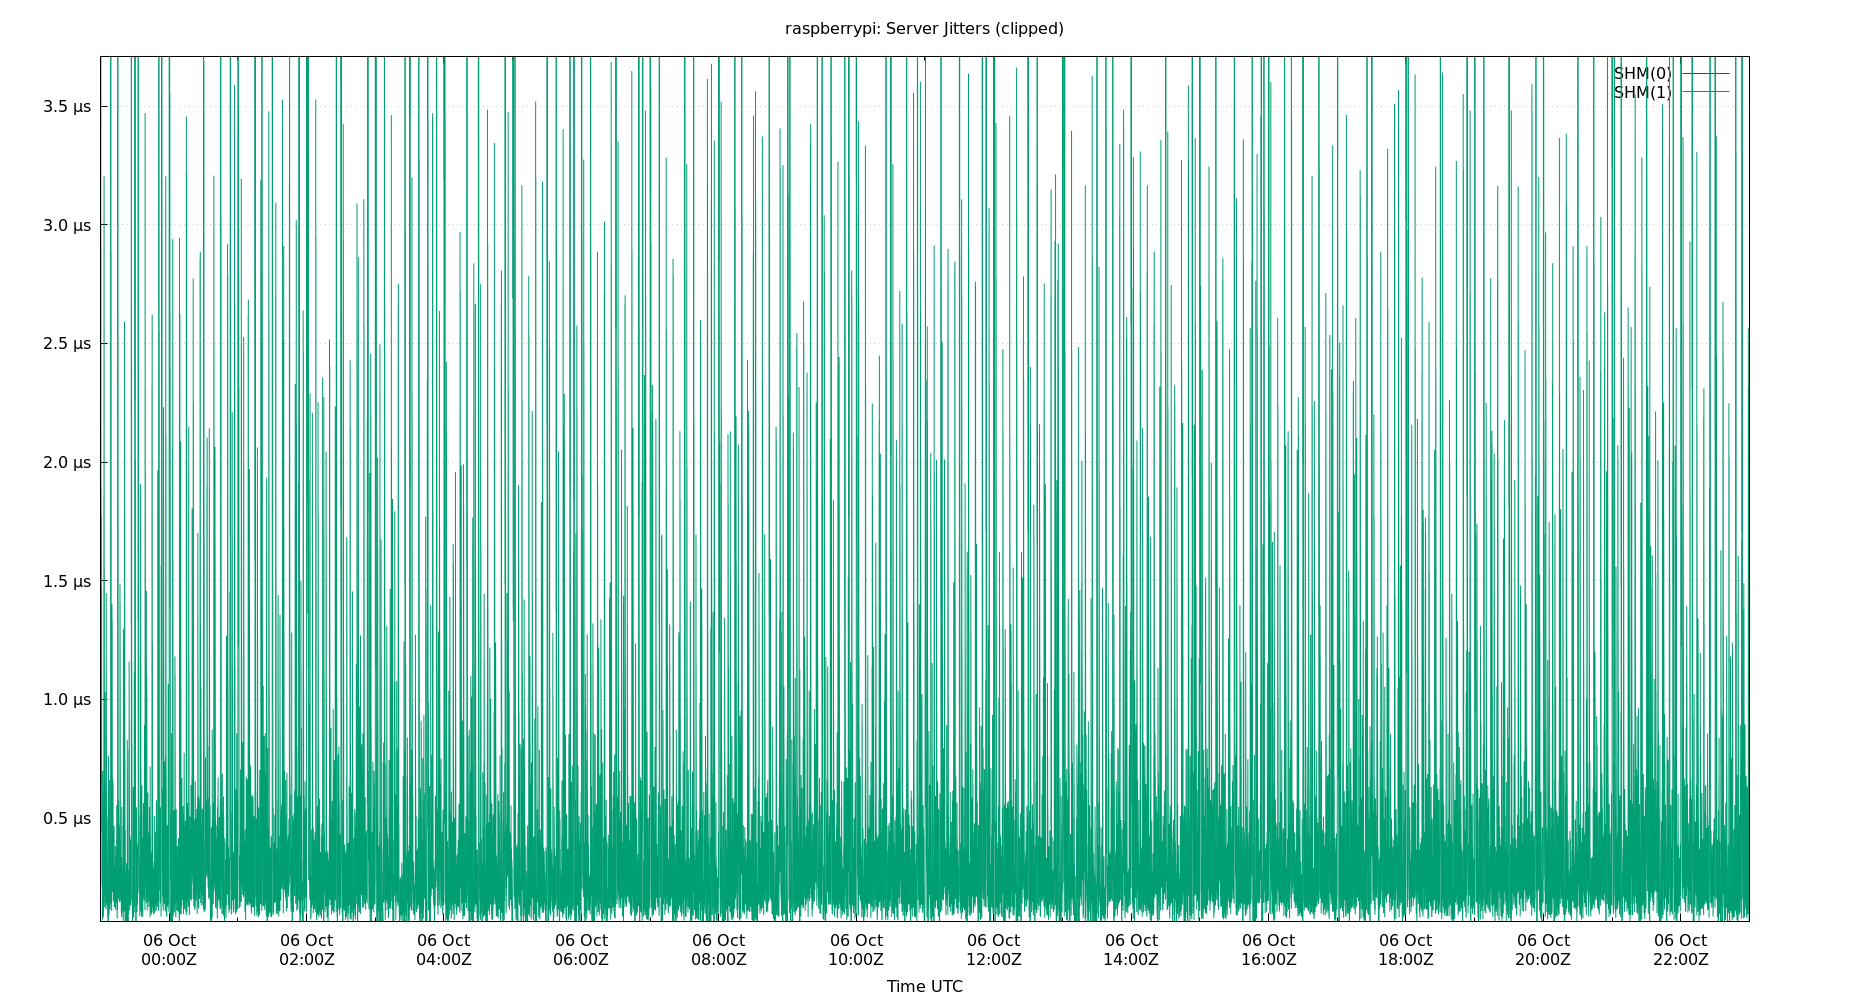 raspberrypi: Server Jitters (clipped)
SHM(0)
SHM(1)
3.5 µs
3.0 µs
2.5 µs
2.0 µs
1.5 µs
1.0 µs
0.5 µs
06 Oct 06 Oct 06 Oct 06 Oct 06 Oct 06 Oct 06 Oct 06 Oct 06 Oct 06 Oct 06 Oct 06 Oct
00:00Z 02:00Z 04:00Z 06:00Z 08:00Z 10:00Z 12:00Z 14:00Z 16:00Z 18:00Z 20:00Z 22:00Z
Time UTC